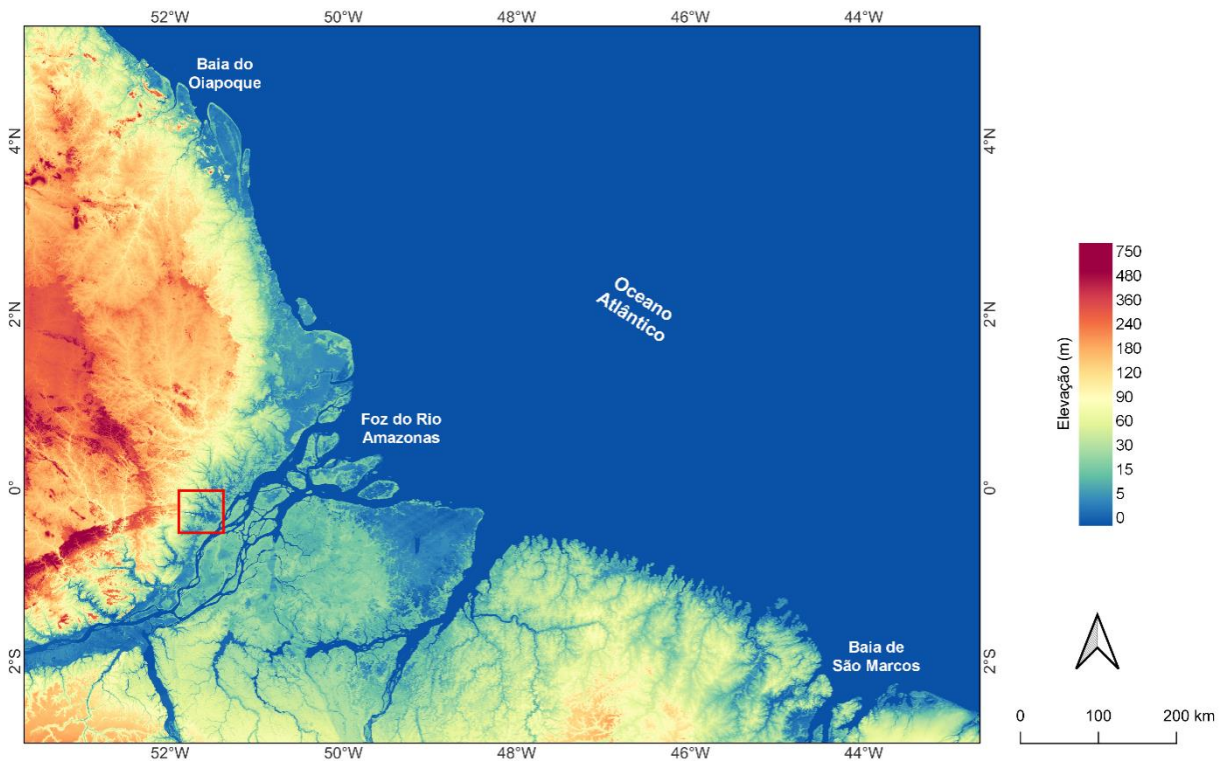 52°W 50°W 48°W 46°W 44°W
Baia do
Oiapoque
4°N
4°N
Oceano
Atlântico
2°N
2°N
Foz do Rio
Amazonas
0°
0°
Baia de
São Marcos
2°S
2°S
52°W 50°W 48°W 46°W 44°W
Elevação (m)
750
480
360
240
180
120
90
60
30
15
5
0
0 100 200 km